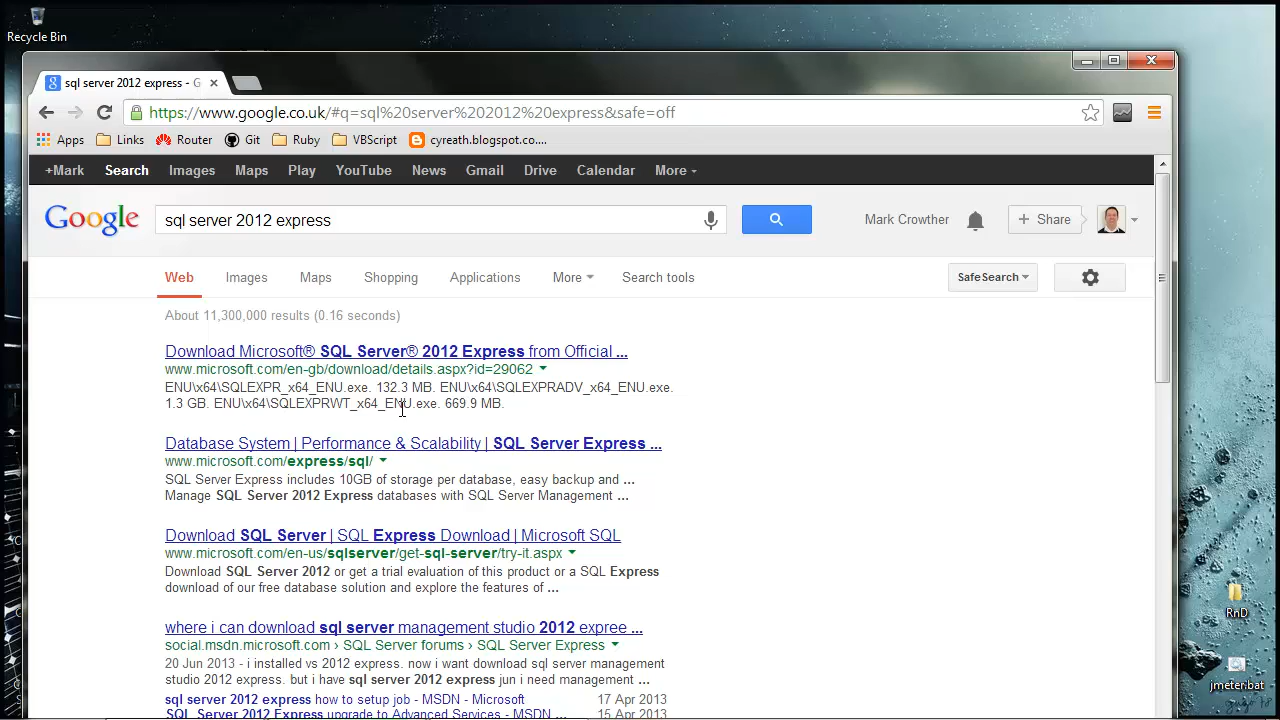 Recycle Bin
sql server 2012 express - G
https://www.google.co.uk/#q=sql%20server%202012%20express&safe=off
Apps Links Router Git Ruby VBScript cyreath.blogspot.co....
+Mark Search Images Maps Play YouTube News Gmail Drive Calendar More
Google sql server 2012 express Mark Crowther + Share
Web Images Maps Shopping Applications More Search tools SafeSearch
About 11,300,000 results (0.16 seconds)
Download Microsoft® SQL Server® 2012 Express from Official ...
www.microsoft.com/en-gb/download/details.aspx?id=29062
ENU\x64\SQLEXPR_x64_ENU.exe. 132.3 MB. ENU\x64\SQLEXPRADV_x64_ENU.exe.
1.3 GB. ENU\x64\SQLEXPRWT_x64_ENU.exe. 669.9 MB.
Database System | Performance & Scalability | SQL Server Express ...
www.microsoft.com/express/sql/
SQL Server Express includes 10GB of storage per database, easy backup and ...
Manage SQL Server 2012 Express databases with SQL Server Management ...
Download SQL Server | SQL Express Download | Microsoft SQL
www.microsoft.com/en-us/sqlserver/get-sql-server/try-it.aspx
Download SQL Server 2012 or get a trial evaluation of this product or a SQL Express
download of our free database solution and explore the features of ...
where i can download sql server management studio 2012 expree ...
social.msdn.microsoft.com › SQL Server forums › SQL Server Express
20 Jun 2013 - i installed vs 2012 express. now i want download sql server management
studio 2012 express. but i have sql server 2012 express jun i need management ...
sql server 2012 express how to setup job - MSDN - Microsoft 17 Apr 2013
SQL Server 2012 Express upgrade to Advanced Services - MSDN ... 15 Apr 2013
RnD
jmeter.bat